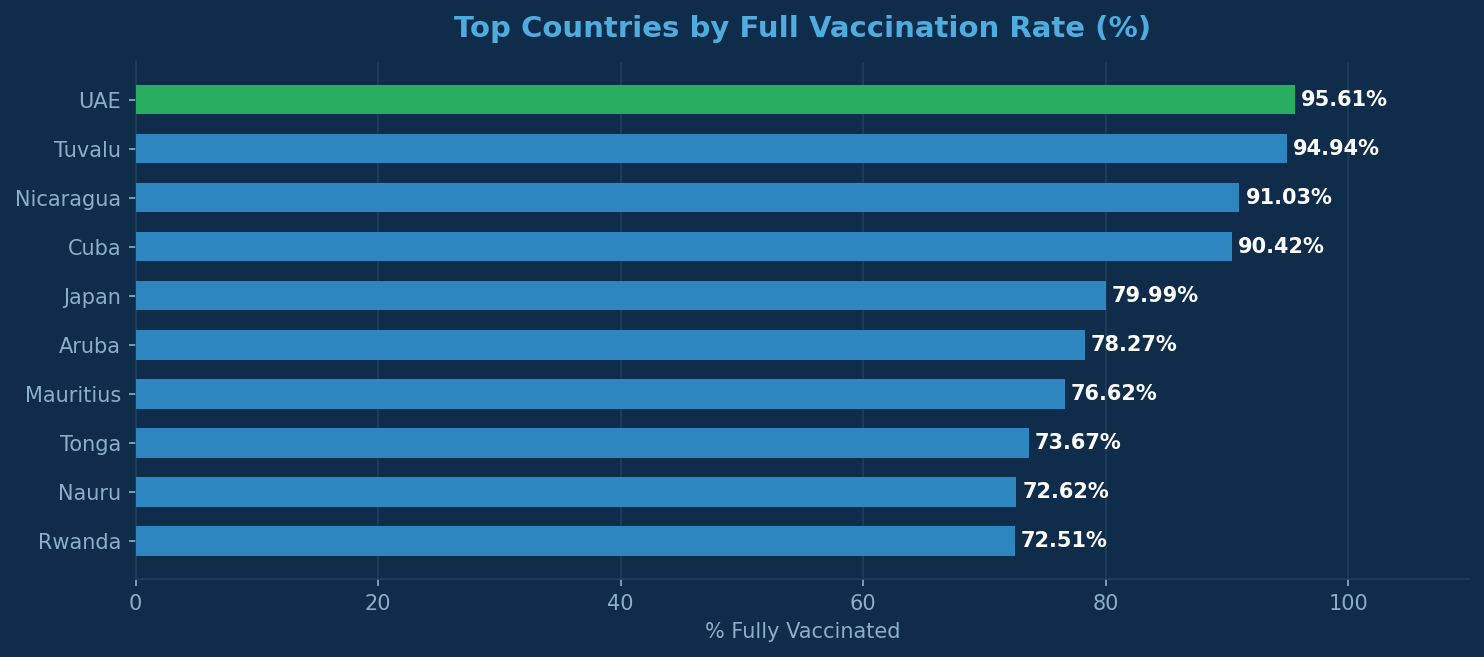 Top Countries by Full Vaccination Rate (%)
UAE 95.61%
Tuvalu 94.94%
Nicaragua 91.03%
Cuba 90.42%
Japan 79.99%
Aruba 78.27%
Mauritius 76.62%
Tonga 73.67%
Nauru 72.62%
Rwanda 72.51%
0 20 40 60 80 100
% Fully Vaccinated